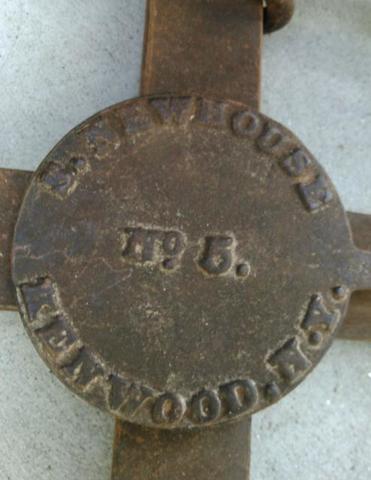 S. NEWHOUSE
No 5.
KENWOOD. N.Y.